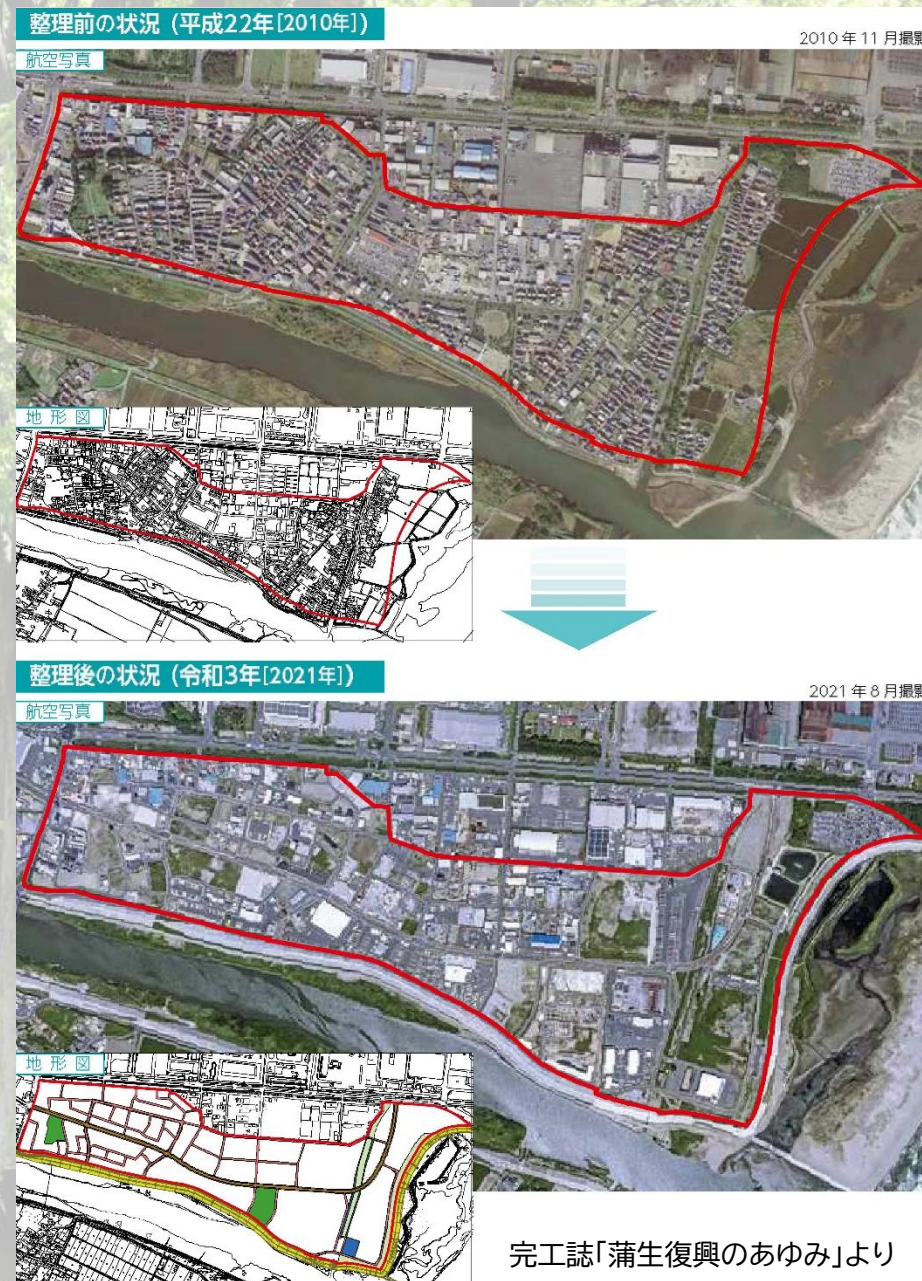 整理前の状況（平成22年[2010年]）
2010年11月撮影
航空写真
地形図
整理後の状況（令和3年[2021年]）
2021年8月撮影
航空写真
地形図
完工誌「蒲生復興のあゆみ」より